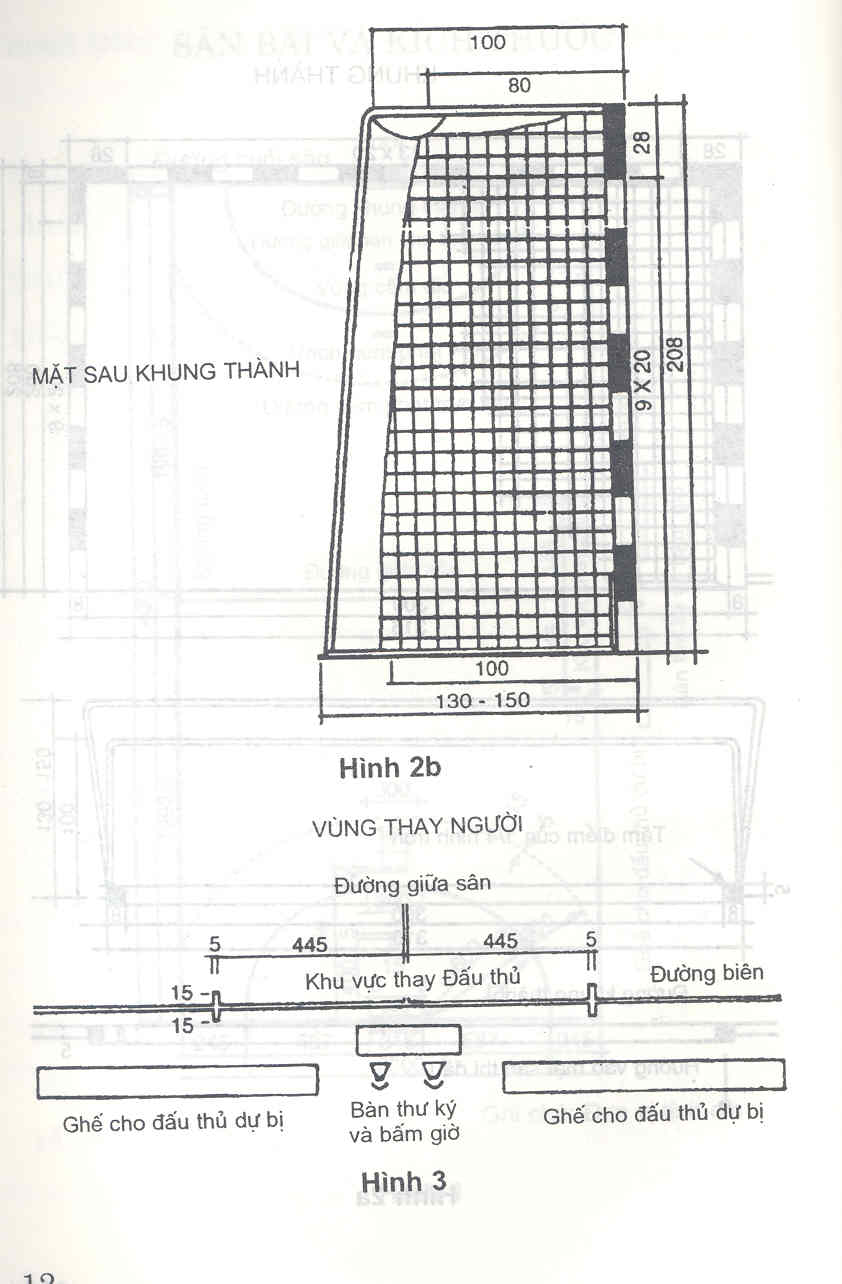 100
80
28
9 X 20
208
MẶT SAU KHUNG THÀNH
100
130 - 150
Hình 2b
VÙNG THAY NGƯỜI
Đường giữa sân
5 445 445 5
Khu vực thay Đấu thủ Đường biên
15
15
Ghế cho đấu thủ dự bị Bàn thư ký và bấm giờ Ghế cho đấu thủ dự bị
Hình 3
12